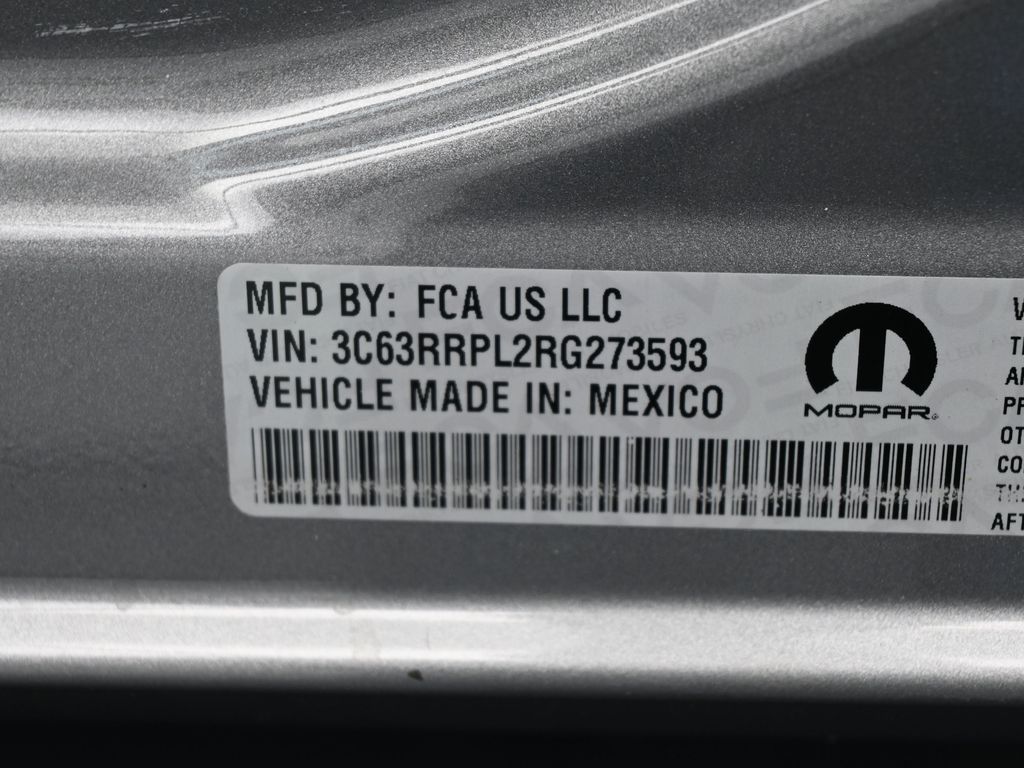 MFD BY: FCA US LLC
VIN: 3C63RRPL2RG273593
VEHICLE MADE IN: MEXICO
MOPAR